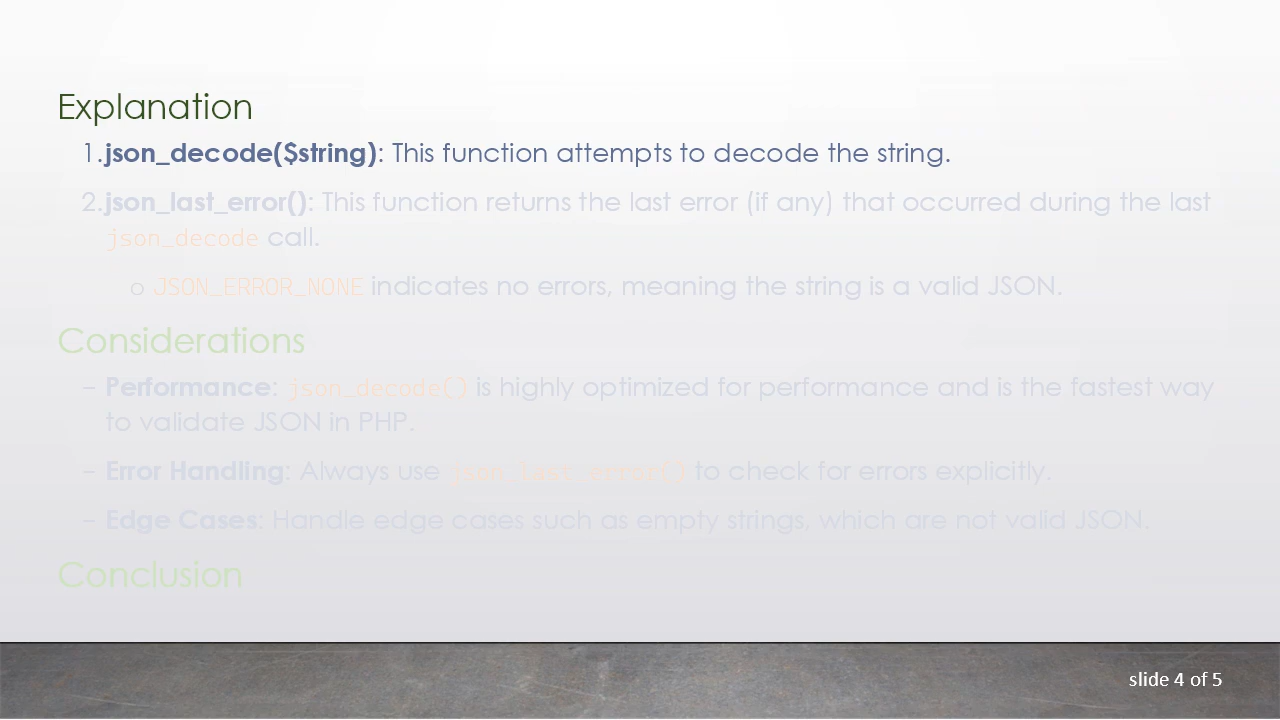 Explanation
1.json_decode($string): This function attempts to decode the string.
2.json_last_error(): This function returns the last error (if any) that occurred during the last
json_decode call.
o JSON_ERROR_NONE indicates no errors, meaning the string is a valid JSON.
Considerations
– Performance: json_decode() is highly optimized for performance and is the fastest way
to validate JSON in PHP.
– Error Handling: Always use json_last_error() to check for errors explicitly.
– Edge Cases: Handle edge cases such as empty strings, which are not valid JSON.
Conclusion
slide 4 of 5